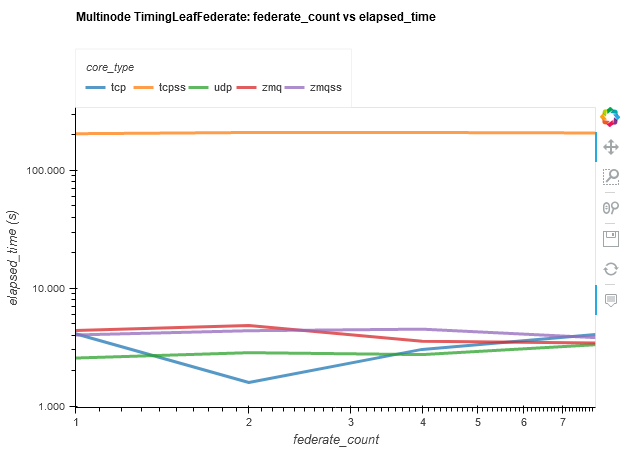 Multinode TimingLeafFederate: federate_count vs elapsed_time
core_type
tcp tcpss udp zmq zmqss
100.000
10.000
1.000
elapsed_time (s)
1 2 3 4 5 6 7
federate_count